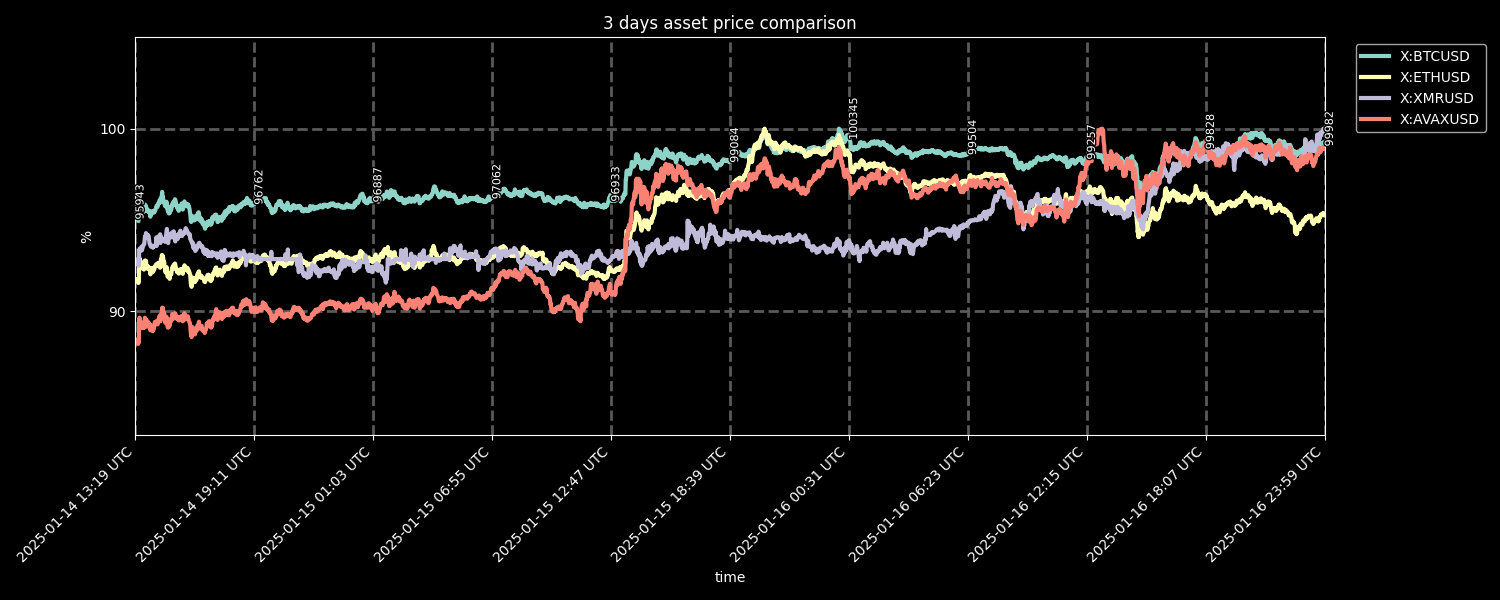 3 days asset price comparison
X:BTCUSD
X:ETHUSD
X:XMRUSD
X:AVAXUSD
100
90
%
95943
96762
96887
97062
96933
99084
100345
99504
99257
99828
99982
2025-01-14 13:19 UTC
2025-01-14 19:11 UTC
2025-01-15 01:03 UTC
2025-01-15 06:55 UTC
2025-01-15 12:47 UTC
2025-01-15 18:39 UTC
2025-01-16 00:31 UTC
2025-01-16 06:23 UTC
2025-01-16 12:15 UTC
2025-01-16 18:07 UTC
2025-01-16 23:59 UTC
time